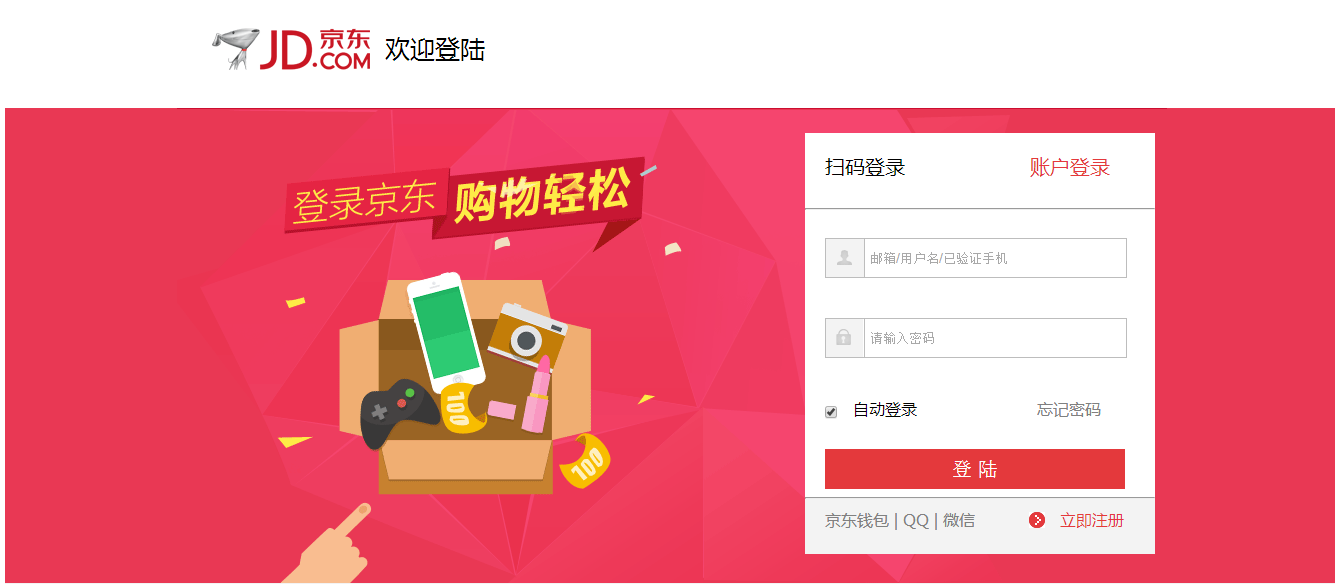 JD.COM 京东 欢迎登陆
登录京东 购物轻松
扫码登录 账户登录
邮箱/用户名/已验证手机
请输入密码
自动登录 忘记密码
登 陆
京东钱包 | QQ | 微信 立即注册
100
100